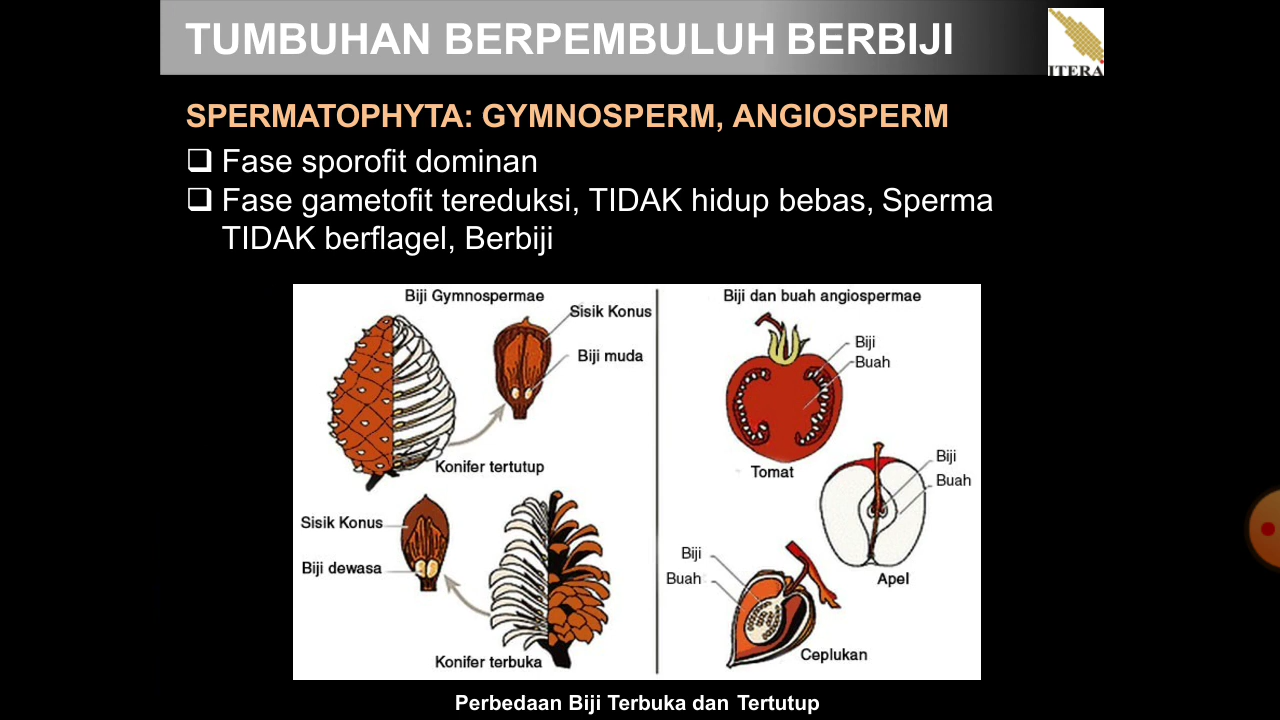 TUMBUHAN BERPEMBULUH BERBIJI
ITERA
SPERMATOPHYTA: GYMNOSPERM, ANGIOSPERM
Fase sporofit dominan
Fase gametofit tereduksi, TIDAK hidup bebas, Sperma
TIDAK berflagel, Berbiji
Biji Gymnospermae
Sisik Konus
Biji muda
Konifer tertutup
Sisik Konus
Biji dewasa
Konifer terbuka
Biji dan buah angiospermae
Biji
Buah
Tomat
Biji
Buah
Apel
Biji
Buah
Ceplukan
Perbedaan Biji Terbuka dan Tertutup